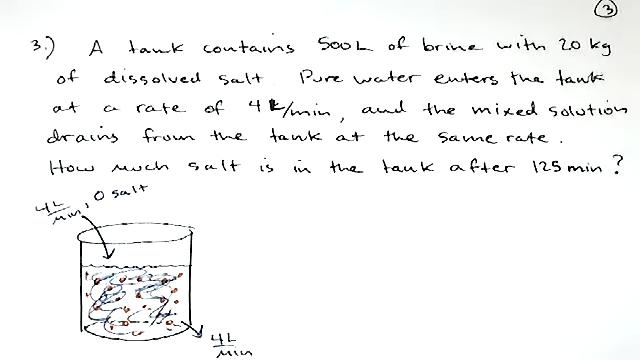 3
3.) A tank contains 500L of brine with 20 kg
of dissolved salt. Pure water enters the tank
at a rate of 4 L/min, and the mixed solution
drains from the tank at the same rate.
How much salt is in the tank after 125 min?
4L/min, 0 salt
4L/min